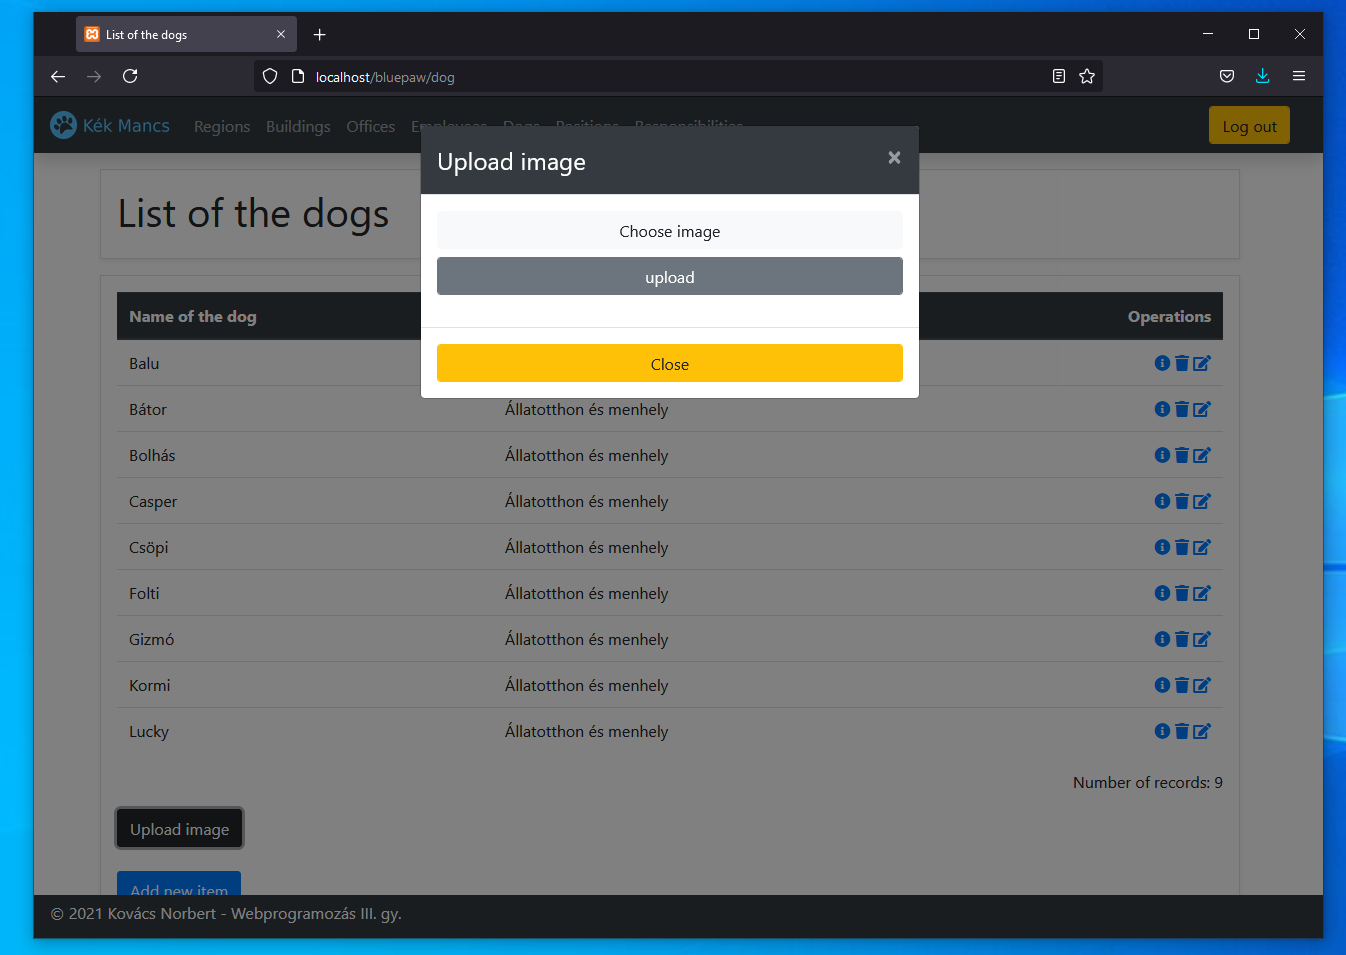 List of the dogs
localhost/bluepaw/dog
Kék Mancs Regions Buildings Offices Employees Dogs Positions Responsibilities Log out
Upload image
List of the dogs
Choose image
upload
Name of the dog Operations
Close
Balu
Bátor Állatotthon és menhely
Bolhás Állatotthon és menhely
Casper Állatotthon és menhely
Csöpi Állatotthon és menhely
Folti Állatotthon és menhely
Gizmó Állatotthon és menhely
Kormi Állatotthon és menhely
Lucky Állatotthon és menhely
Number of records: 9
Upload image
Add new item
© 2021 Kovács Norbert - Webprogramozás III. gy.